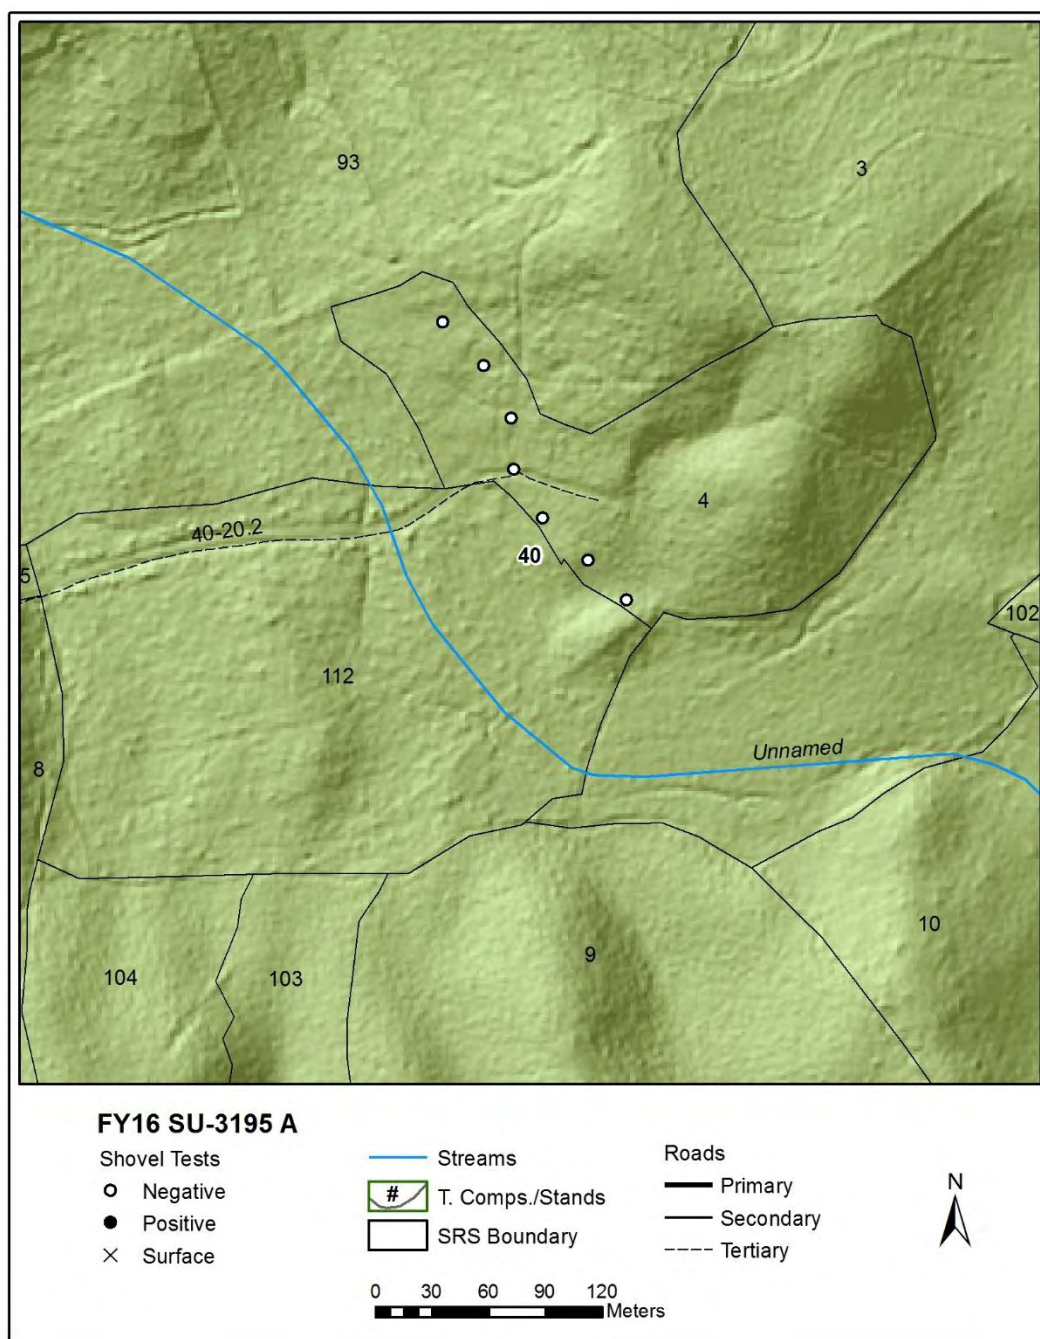 93
3
4
40-20.2
40
5
102
112
Unnamed
8
10
9
104
103
FY16 SU-3195 A
Shovel Tests
Negative
Positive
Surface
Streams
# T. Comps./Stands
SRS Boundary
Roads
Primary
Secondary
Tertiary
N
0 30 60 90 120
Meters